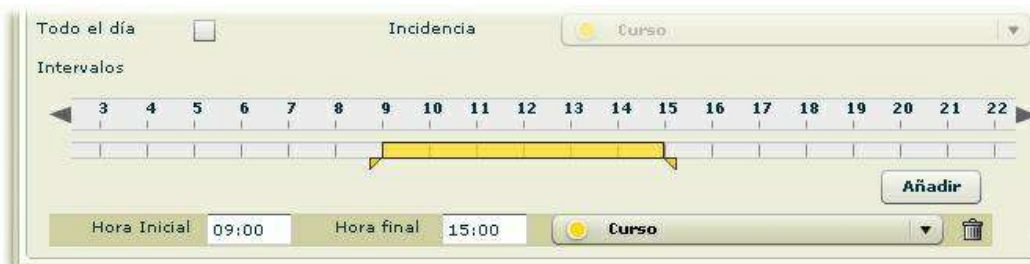 Todo el día Incidencia Curso
Intervalos
3 4 5 6 7 8 9 10 11 12 13 14 15 16 17 18 19 20 21 22
Añadir
Hora Inicial 09:00 Hora final 15:00 Curso